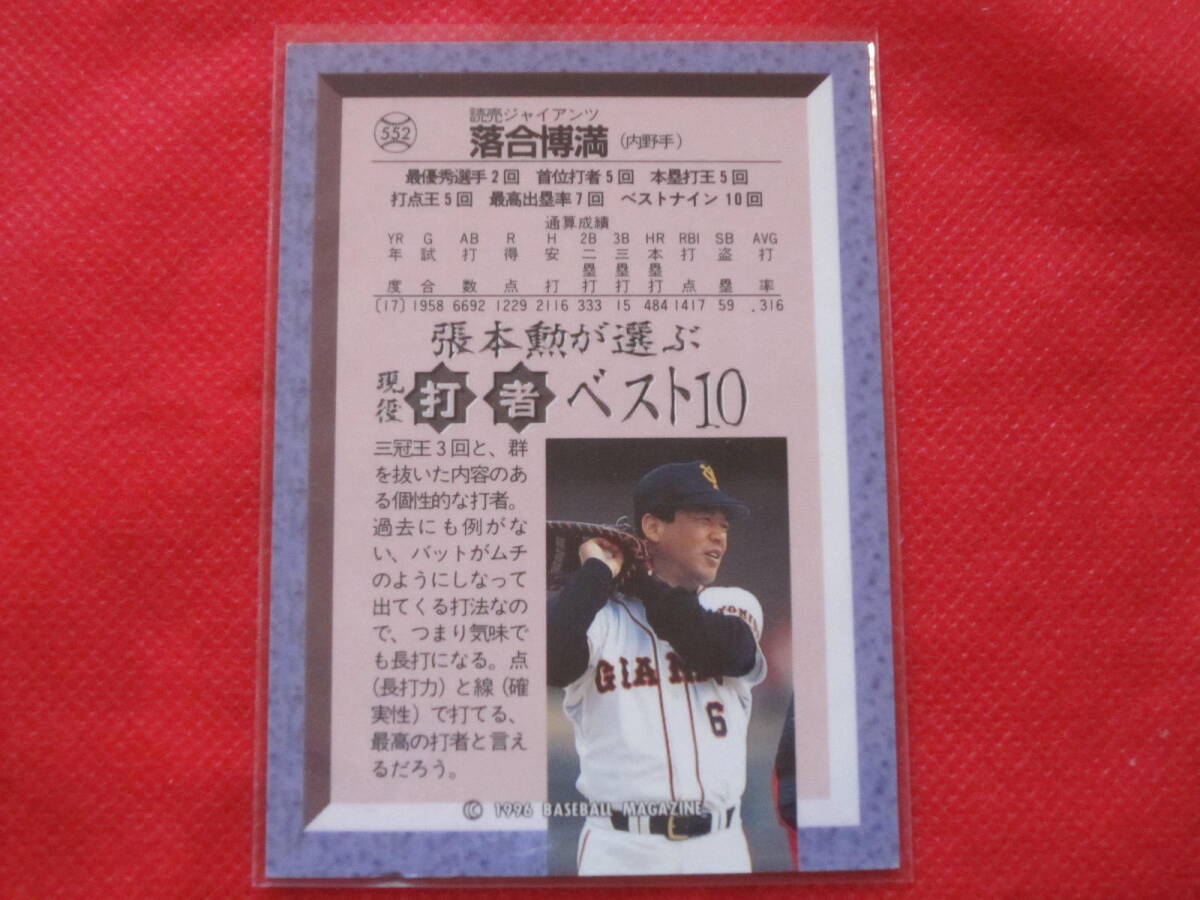 552
読売ジャイアンツ
落合博満 (内野手)
最優秀選手2回 首位打者5回 本塁打王5回
打点王5回 最高出塁率7回 ベストナイン10回
通算成績
YR G AB R H 2B 3B HR RBI SB AVG
年度 試合 打数 得点 安打 二塁打 三塁打 本塁打 打点 盗塁 打率
(17) 1958 6692 1229 2116 333 15 484 1417 59 .316
張本勲が選ぶ
現役打者ベスト10
三冠王3回と、群
を抜いた内容のあ
る個性的な打者。
過去にも例がな
い、バットがムチ
のようにしなって
出てくる打法なの
で、つまり気味で
も長打になる。点
(長打力)と線(確
実性)で打てる、
最高の打者と言え
るだろう。
GIAN
6
© 1996 BASEBALL MAGAZINE